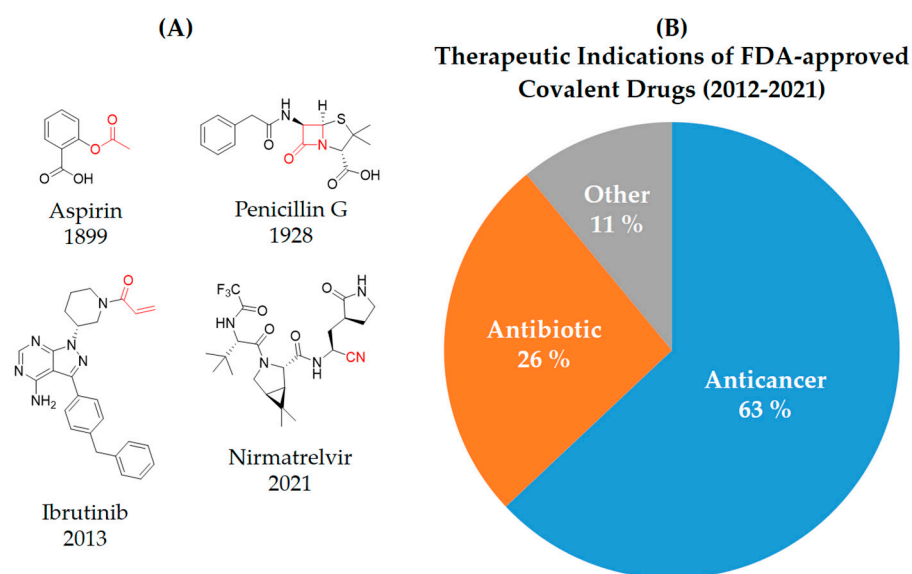 (A)
O
O
OH
O
Aspirin
1899
H
N
O
H
S
N
O
O
OH
Penicillin G
1928
O
N
N
N
N
N
NH2
Ibrutinib
2013
F3C
O
HN
O
N
O
N
H
CN
H
N
O
Nirmatrelvir
2021
(B)
Therapeutic Indications of FDA-approved
Covalent Drugs (2012-2021)
Other
11 %
Antibiotic
26 %
Anticancer
63 %